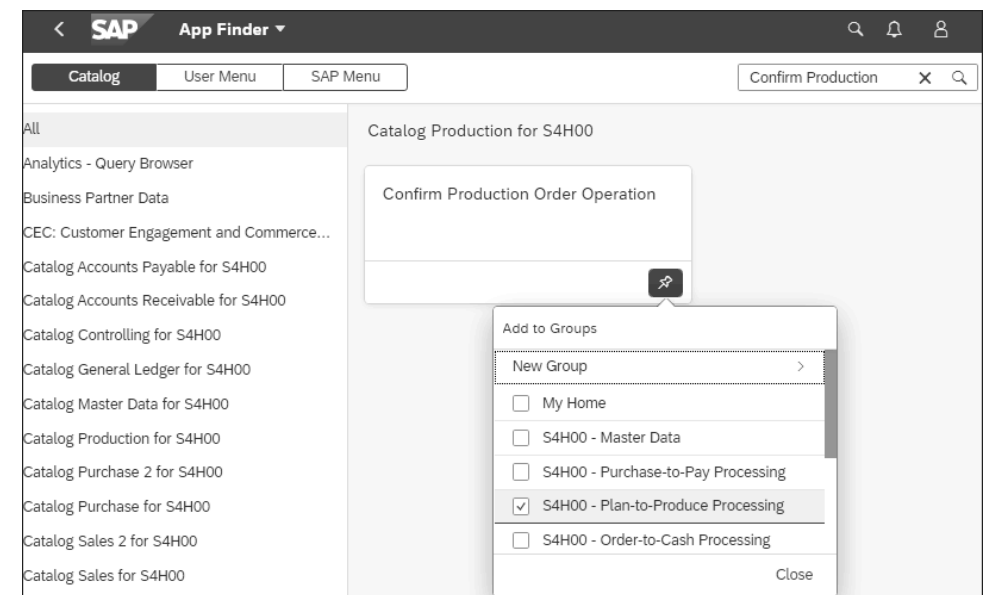 SAP App Finder
Catalog User Menu SAP Menu Confirm Production
All
Analytics - Query Browser
Business Partner Data
CEC: Customer Engagement and Commerce...
Catalog Accounts Payable for S4H00
Catalog Accounts Receivable for S4H00
Catalog Controlling for S4H00
Catalog General Ledger for S4H00
Catalog Master Data for S4H00
Catalog Production for S4H00
Catalog Purchase 2 for S4H00
Catalog Purchase for S4H00
Catalog Sales 2 for S4H00
Catalog Sales for S4H00
Catalog Production for S4H00
Confirm Production Order Operation
Add to Groups
New Group
My Home
S4H00 - Master Data
S4H00 - Purchase-to-Pay Processing
S4H00 - Plan-to-Produce Processing
S4H00 - Order-to-Cash Processing
Close